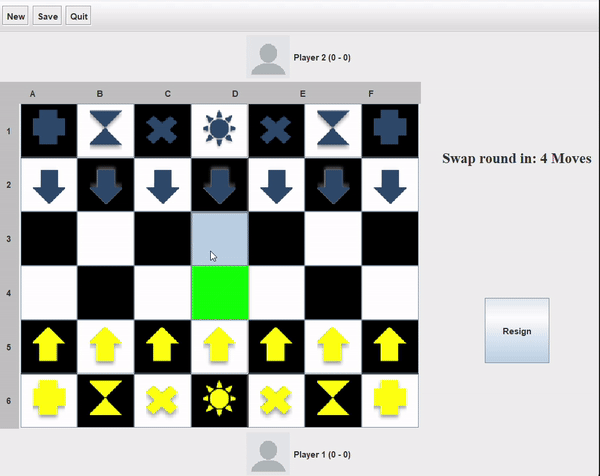 New Save Quit
Player 2 (0 - 0)
A B C D E F
1
Swap round in: 4 Moves
2
3
4
Resign
5
6
Player 1 (0 - 0)